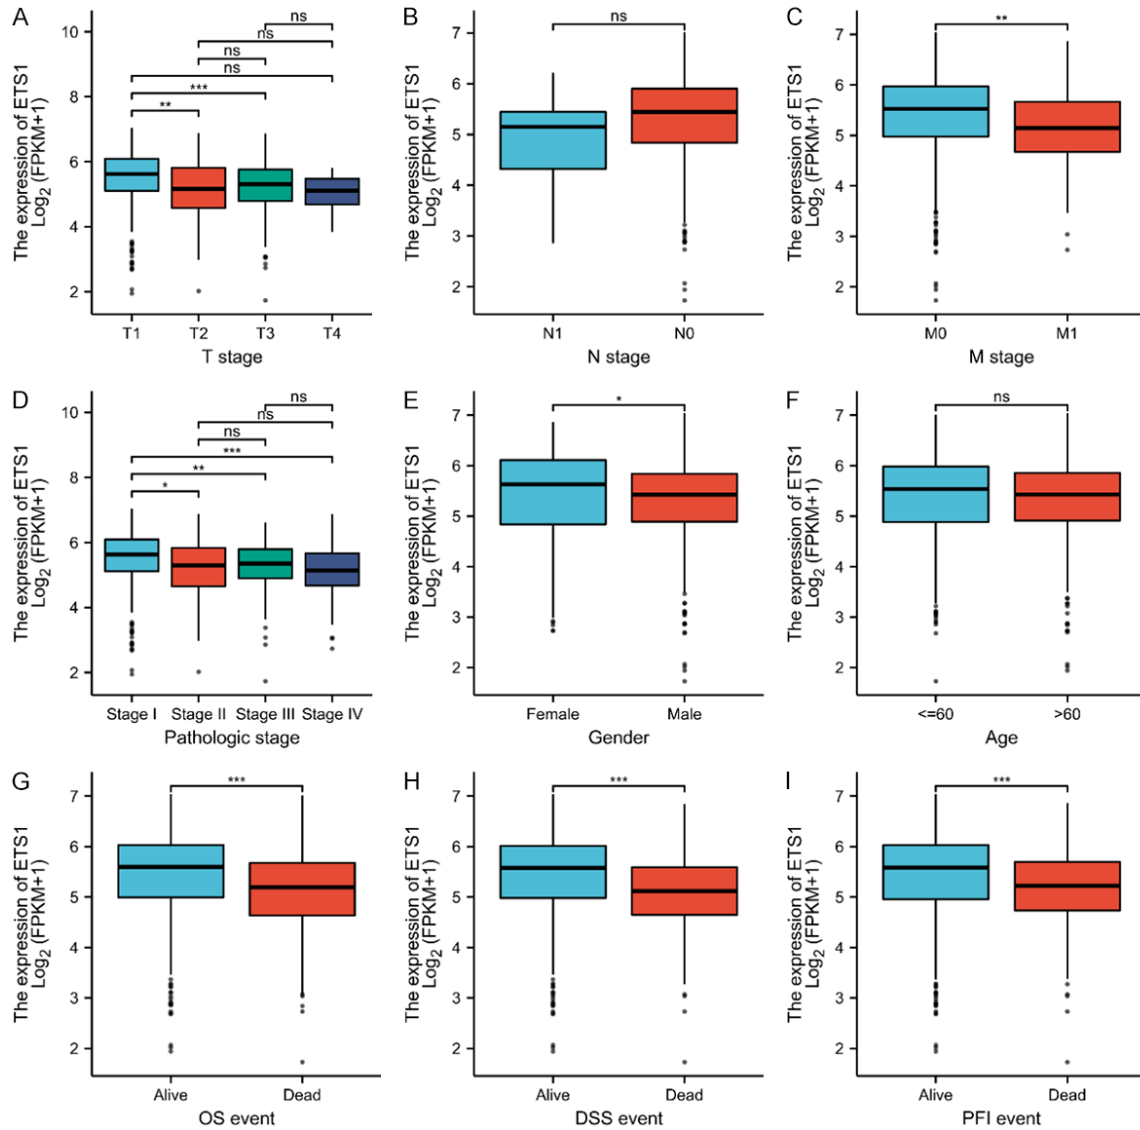 A
The expression of ETS1
Log2 (FPKM+1)
10
8
6
4
2
ns
ns
ns
ns
***
**
T1 T2 T3 T4
T stage
B
The expression of ETS1
Log2 (FPKM+1)
7
6
5
4
3
2
ns
N1 N0
N stage
C
The expression of ETS1
Log2 (FPKM+1)
7
6
5
4
3
2
**
M0 M1
M stage
D
The expression of ETS1
Log2 (FPKM+1)
10
8
6
4
2
ns
ns
ns
***
**
*
Stage I Stage II Stage III Stage IV
Pathologic stage
E
The expression of ETS1
Log2 (FPKM+1)
7
6
5
4
3
2
*
Female Male
Gender
F
The expression of ETS1
Log2 (FPKM+1)
7
6
5
4
3
2
ns
<=60 >60
Age
G
The expression of ETS1
Log2 (FPKM+1)
7
6
5
4
3
2
***
Alive Dead
OS event
H
The expression of ETS1
Log2 (FPKM+1)
7
6
5
4
3
2
***
Alive Dead
DSS event
I
The expression of ETS1
Log2 (FPKM+1)
7
6
5
4
3
2
***
Alive Dead
PFI event